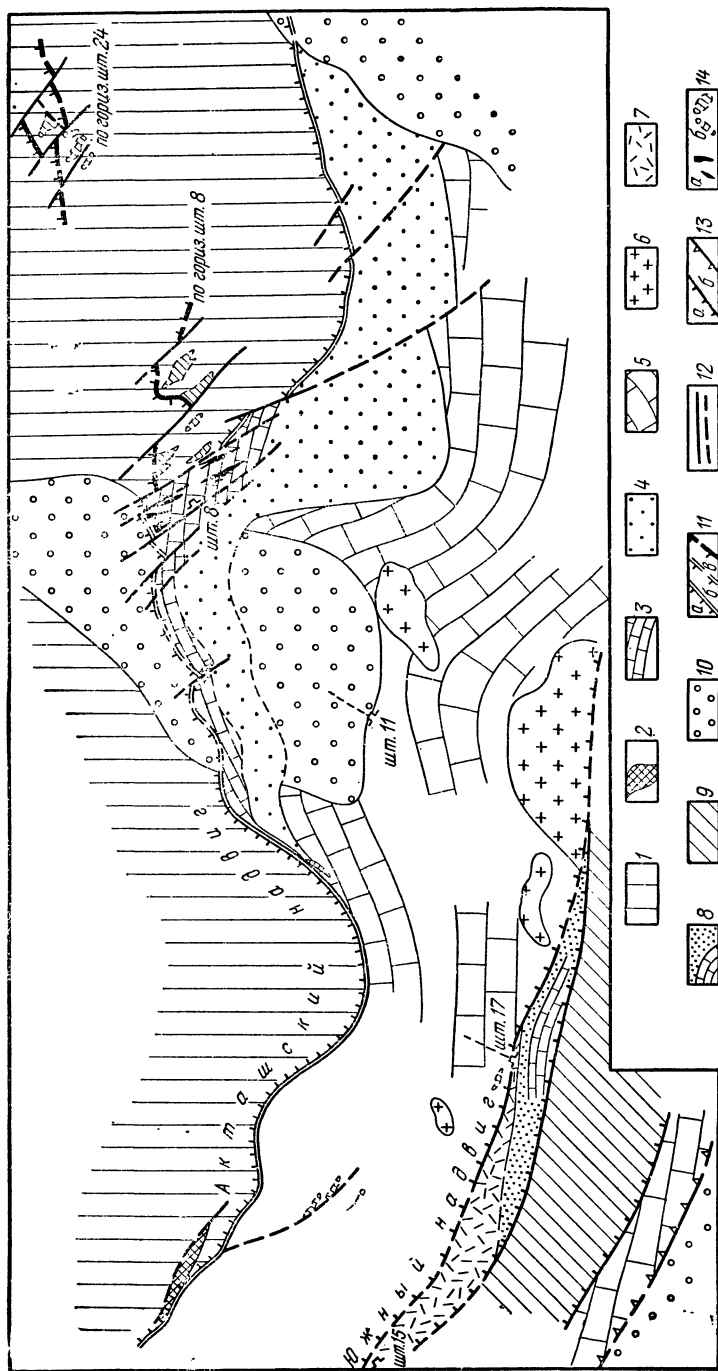 по гориз. шт. 24
по гориз. шт. 8
шт. 8
шт. 11
Акташский надвиг
шт. 17
Южный надвиг
шт. 15
1
2
3
4
5
6
7
8
9
10
11
а
б
в
12
13
а
б
14
а
б